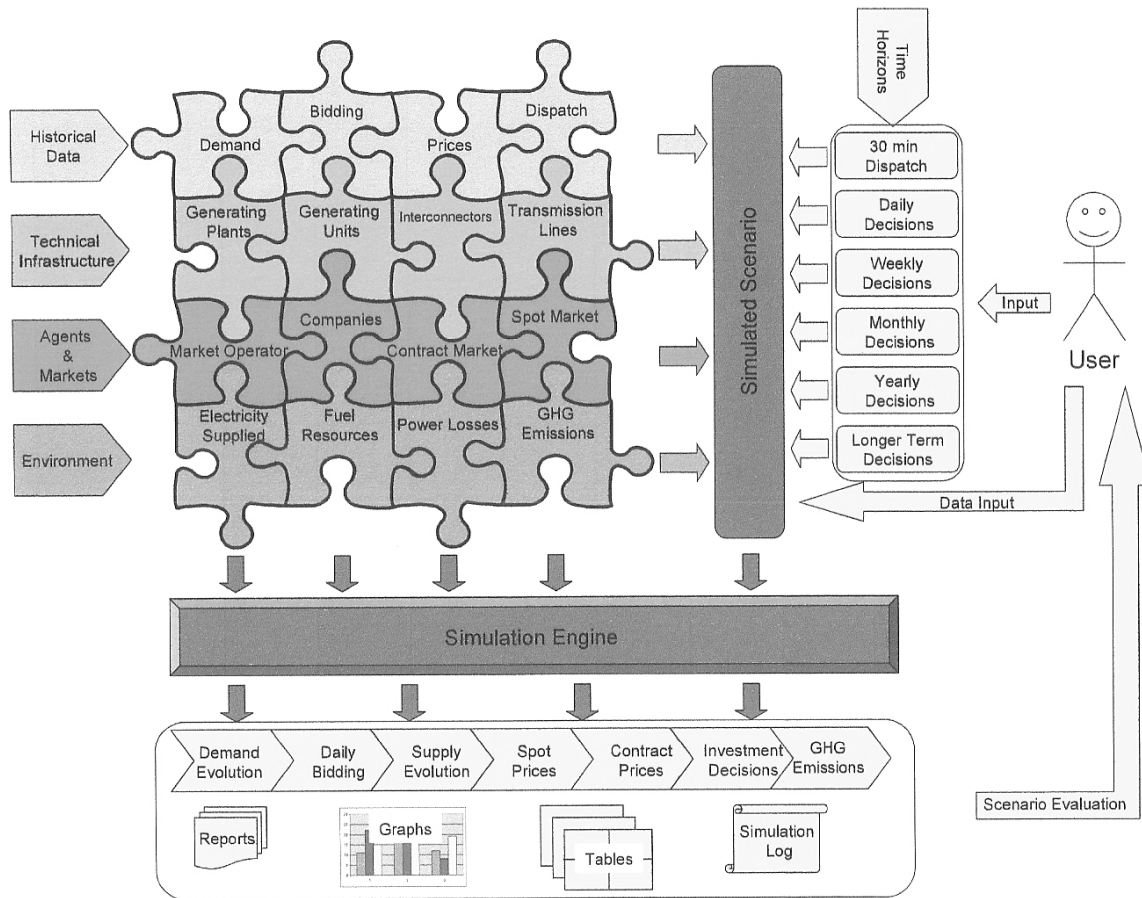 Time
Horizons
Historical
Data
Bidding
Dispatch
Demand
Prices
30 min
Dispatch
Technical
Infrastructure
Generating
Plants
Generating
Units
Interconnectors
Transmission
Lines
Daily
Decisions
Weekly
Decisions
Agents
&
Markets
Companies
Spot Market
Market Operator
Contract Market
Simulated Scenario
Monthly
Decisions
Input
User
Yearly
Decisions
Environment
Electricity
Supplied
Fuel
Resources
Power Losses
GHG
Emissions
Longer Term
Decisions
Data Input
Simulation Engine
Demand
Evolution
Daily
Bidding
Supply
Evolution
Spot
Prices
Contract
Prices
Investment
Decisions
GHG
Emissions
Scenario Evaluation
Reports
Graphs
Tables
Simulation
Log